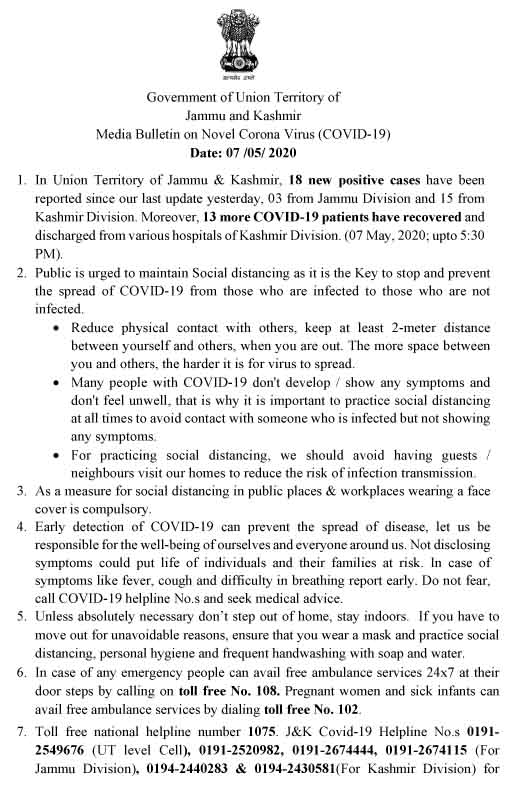 सत्यमेव जयते
Government of Union Territory of
Jammu and Kashmir
Media Bulletin on Novel Corona Virus (COVID-19)
Date: 07 /05/ 2020
1. In Union Territory of Jammu & Kashmir, 18 new positive cases have been
reported since our last update yesterday, 03 from Jammu Division and 15 from
Kashmir Division. Moreover, 13 more COVID-19 patients have recovered and
discharged from various hospitals of Kashmir Division. (07 May, 2020; upto 5:30
PM).
2. Public is urged to maintain Social distancing as it is the Key to stop and prevent
the spread of COVID-19 from those who are infected to those who are not
infected.
• Reduce physical contact with others, keep at least 2-meter distance
between yourself and others, when you are out. The more space between
you and others, the harder it is for virus to spread.
• Many people with COVID-19 don't develop / show any symptoms and
don't feel unwell, that is why it is important to practice social distancing
at all times to avoid contact with someone who is infected but not showing
any symptoms.
• For practicing social distancing, we should avoid having guests /
neighbours visit our homes to reduce the risk of infection transmission.
3. As a measure for social distancing in public places & workplaces wearing a face
cover is compulsory.
4. Early detection of COVID-19 can prevent the spread of disease, let us be
responsible for the well-being of ourselves and everyone around us. Not disclosing
symptoms could put life of individuals and their families at risk. In case of
symptoms like fever, cough and difficulty in breathing report early. Do not fear,
call COVID-19 helpline No.s and seek medical advice.
5. Unless absolutely necessary don't step out of home, stay indoors. If you have to
move out for unavoidable reasons, ensure that you wear a mask and practice social
distancing, personal hygiene and frequent handwashing with soap and water.
6. In case of any emergency people can avail free ambulance services 24x7 at their
door steps by calling on toll free No. 108. Pregnant women and sick infants can
avail free ambulance services by dialing toll free No. 102.
7. Toll free national helpline number 1075. J&K Covid-19 Helpline No.s 0191-
2549676 (UT level Cell), 0191-2520982, 0191-2674444, 0191-2674115 (For
Jammu Division), 0194-2440283 & 0194-2430581(For Kashmir Division) for